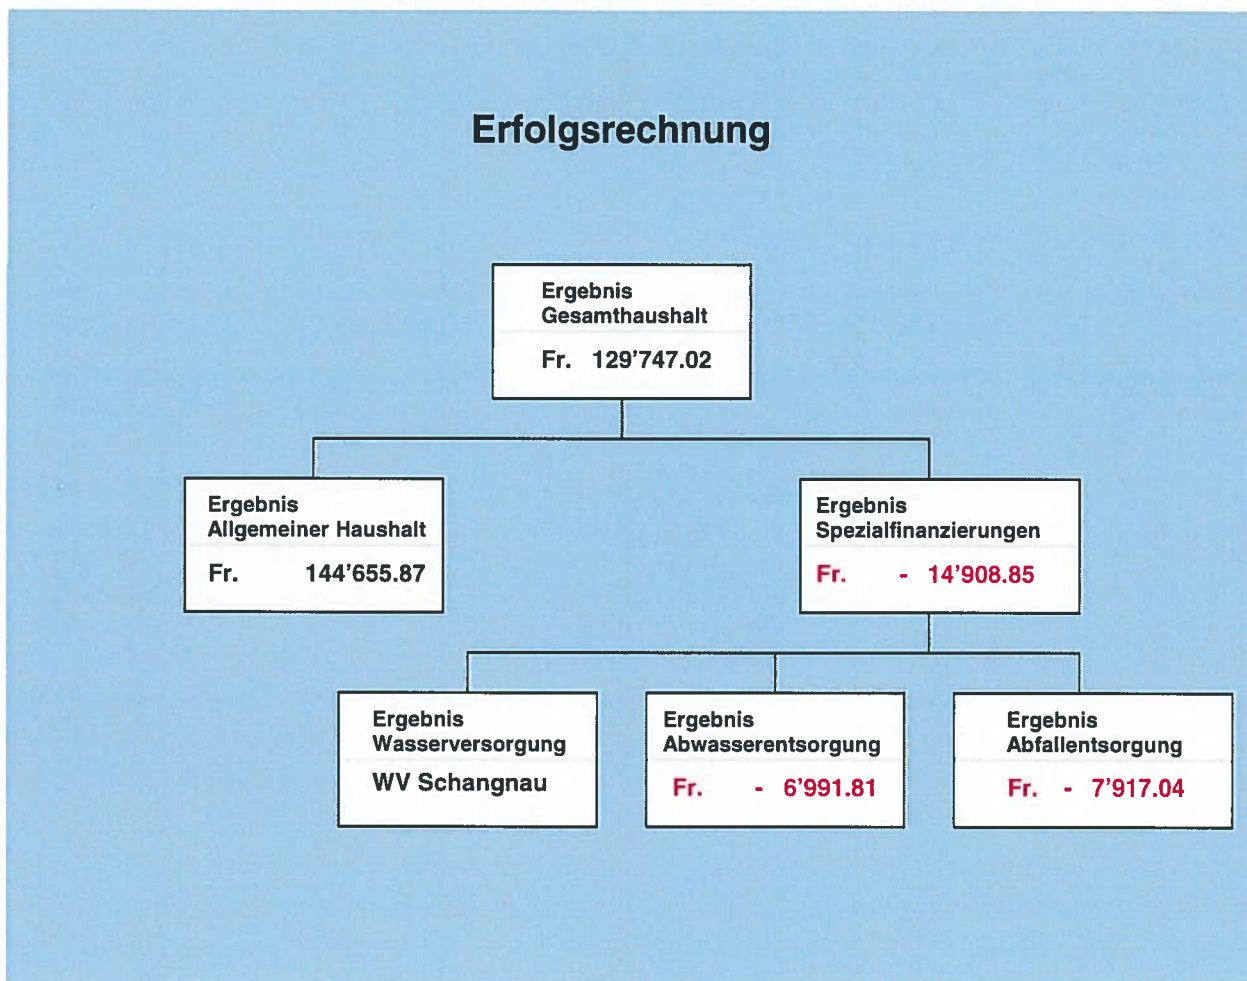 Erfolgsrechnung
Ergebnis
Gesamthaushalt
Fr. 129’747.02
Ergebnis
Allgemeiner Haushalt
Fr. 144’655.87
Ergebnis
Spezialfinanzierungen
Fr. - 14’908.85
Ergebnis
Wasserversorgung
WV Schangnau
Ergebnis
Abwasserentsorgung
Fr. - 6’991.81
Ergebnis
Abfallentsorgung
Fr. - 7’917.04